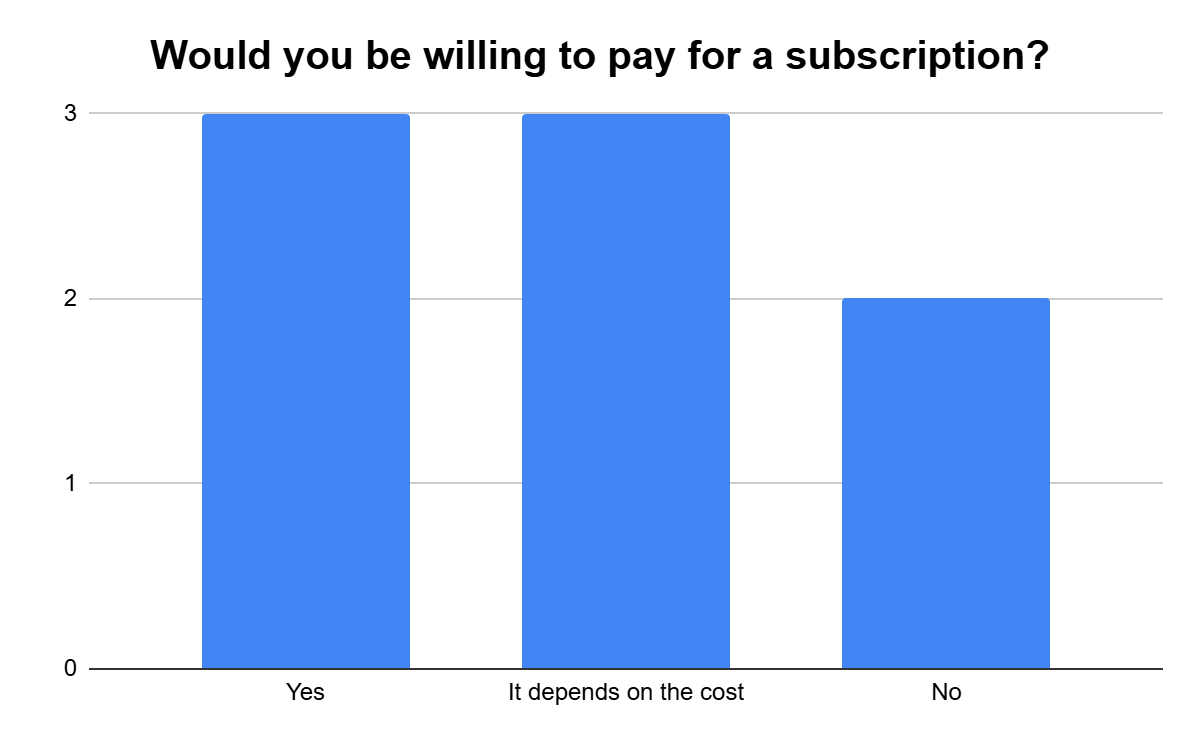 Would you be willing to pay for a subscription?
3
2
1
0
Yes
It depends on the cost
No